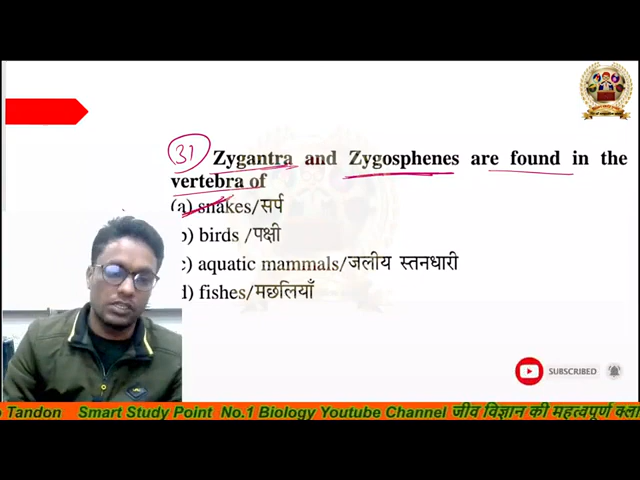 31 Zygantra and Zygosphenes are found in the
vertebra of
(a) snakes/सर्प
b) birds /पक्षी
c) aquatic mammals/जलीय स्तनधारी
d) fishes/मछलियाँ
SUBSCRIBED
Tandon Smart Study Point No.1 Biology Youtube Channel जीव विज्ञान की महत्वपूर्ण क्ला